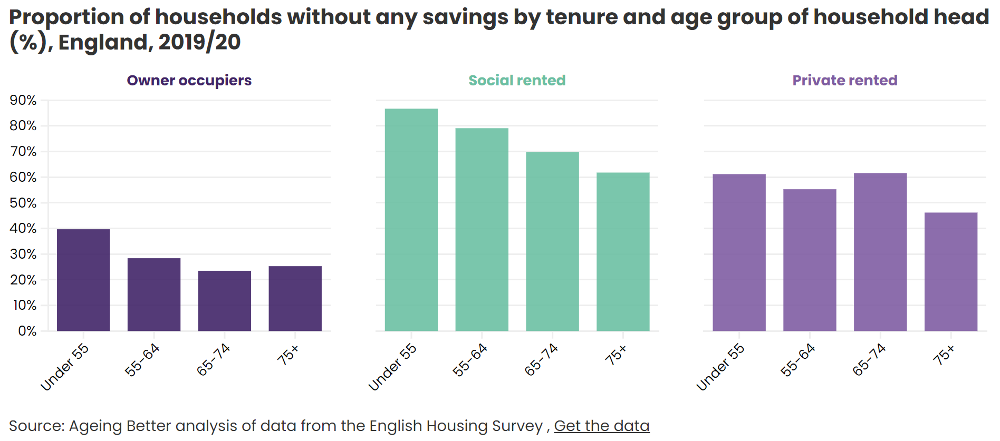 Proportion of households without any savings by tenure and age group of household head
(%), England, 2019/20
Owner occupiers
Social rented
Private rented
90%
80%
70%
60%
50%
40%
30%
20%
10%
0%
Under 55
55-64
65-74
75+
Under 55
55-64
65-74
75+
Under 55
55-64
65-74
75+
Source: Ageing Better analysis of data from the English Housing Survey , Get the data